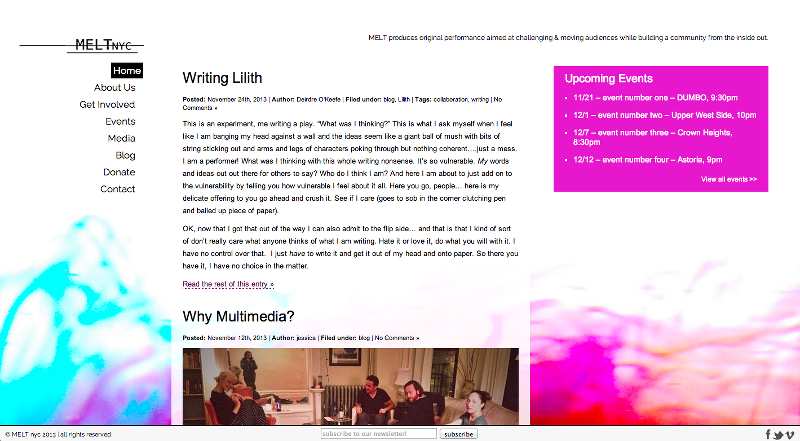 MELTNYC
MELT produces original performance aimed at challenging & moving audiences while building a community from the inside out.
Home
About Us
Get Involved
Events
Media
Blog
Donate
Contact
Writing Lilith
Posted: November 24th, 2013 | Author: Deirdre O'Keefe | Filed under: blog, Lilith | Tags: collaboration, writing | No
Comments »
This is an experiment, me writing a play. "What was I thinking?" This is what I ask myself when I feel
like I am banging my head against a wall and the ideas seem like a giant ball of mush with bits of
string sticking out and arms and legs of characters poking through but nothing coherent….just a mess.
I am a performer! What was I thinking with this whole writing nonsense. It's so vulnerable. My words
and ideas out out there for others to say? Who do I think I am? And here I am about to just add on to
the vulnerability by telling you how vulnerable I feel about it all. Here you go, people… here is my
delicate offering to you go ahead and crush it. See if I care (goes to sob in the corner clutching pen
and balled up piece of paper).
OK, now that I got that out of the way I can also admit to the flip side… and that is that I kind of sort
of don't really care what anyone thinks of what I am writing. Hate it or love it, do what you will with it. I
have no control over that.  I just have to write it and get it out of my head and onto paper. So there you
have it, I have no choice in the matter.
Read the rest of this entry »
Why Multimedia?
Posted: November 12th, 2013 | Author: jessica | Filed under: blog | No Comments »
Upcoming Events
• 11/21 – event number one – DUMBO, 9:30pm
• 12/1 – event number two – Upper West Side, 10pm
• 12/7 – event number three – Crown Heights,
8:30pm
• 12/12 – event number four – Astoria, 9pm
View all events >>
© MELT nyc 2013 | all rights reserved
subscribe to our newsletter!
subscribe